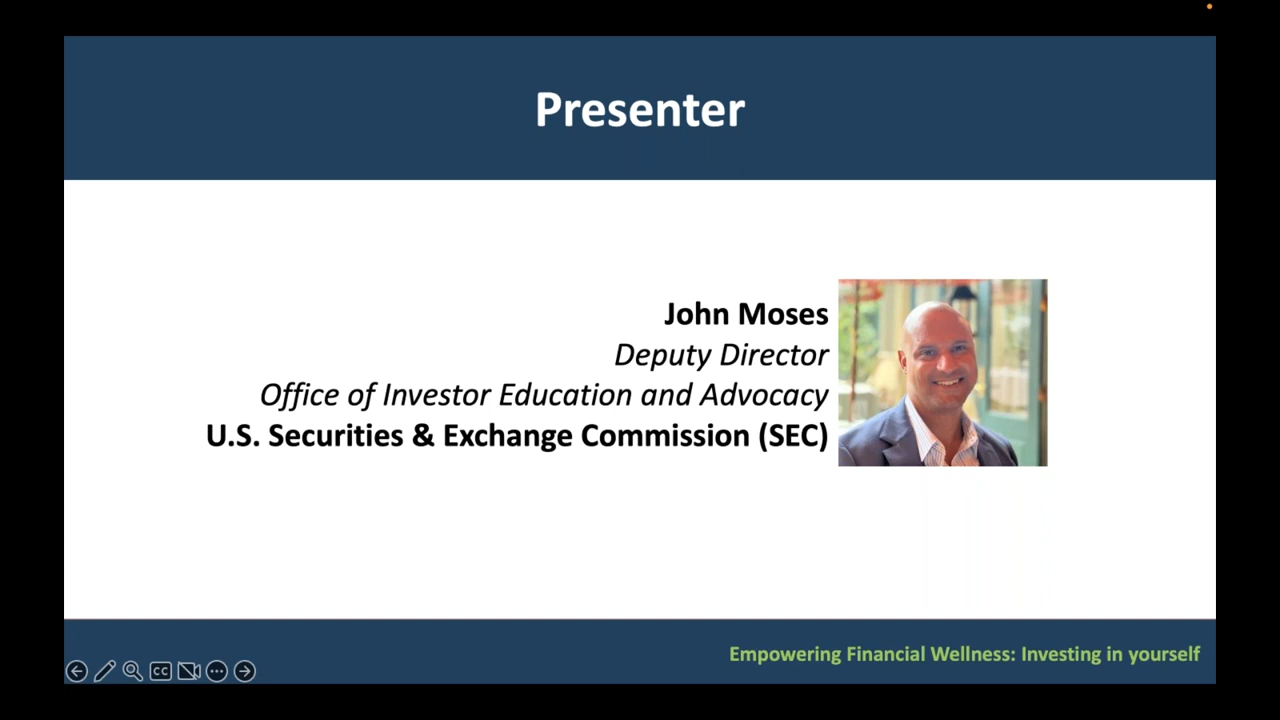 Presenter
John Moses
Deputy Director
Office of Investor Education and Advocacy
U.S. Securities & Exchange Commission (SEC)
Empowering Financial Wellness: Investing in yourself
CC